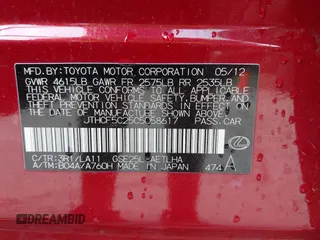 MFD. BY: TOYOTA MOTOR CORPORATION 05/12
GVWR 4615LB GAWR FR 2575LB RR 2535LB
THIS VEHICLE CONFORMS TO ALL APPLICABLE
FEDERAL MOTOR VEHICLE SAFETY, BUMPER, AND
THEFT PREVENTION STANDARDS IN EFFECT ON
THE DATE OF MANUFACTURE SHOWN ABOVE.
JTHCF5C25C5058617 PASS.CAR
C/TR:3R1/LA11 GSE25L-AETLHA
A/TM:B04A/A760H MADE IN JAPAN 474 A
DREAMBID